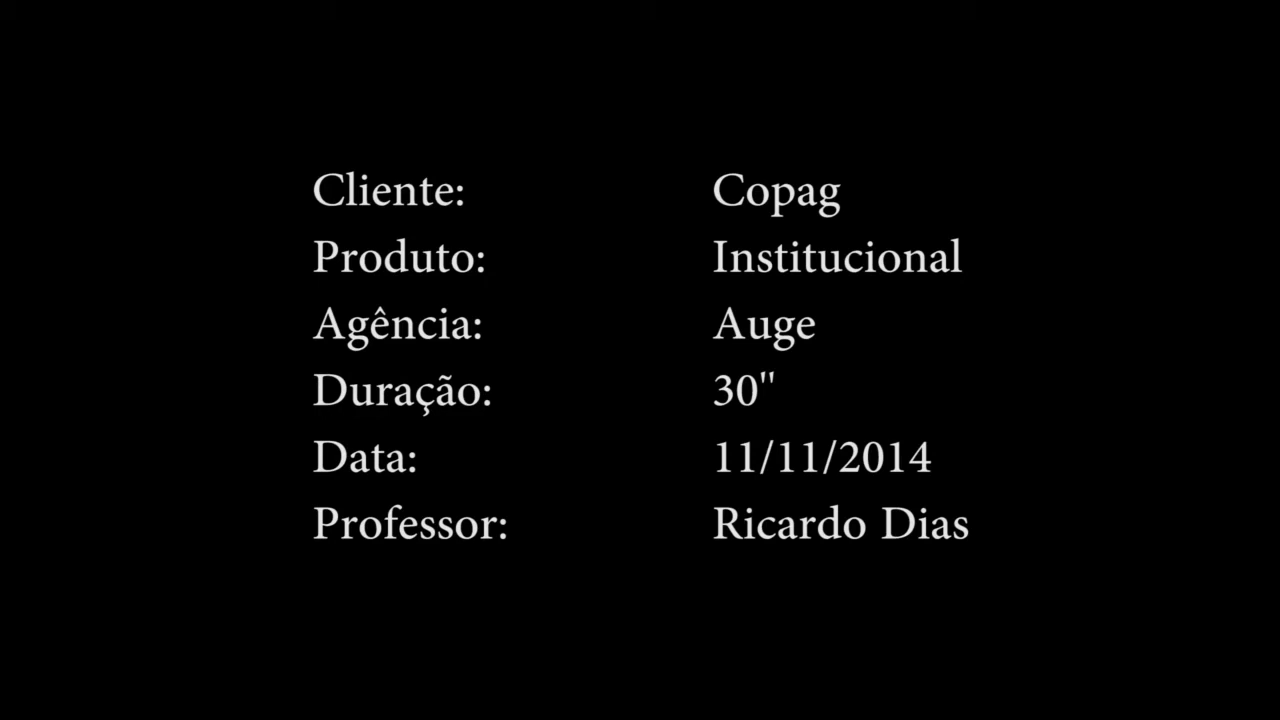 Cliente: Copag
Produto: Institucional
Agência: Auge
Duração: 30"
Data: 11/11/2014
Professor: Ricardo Dias